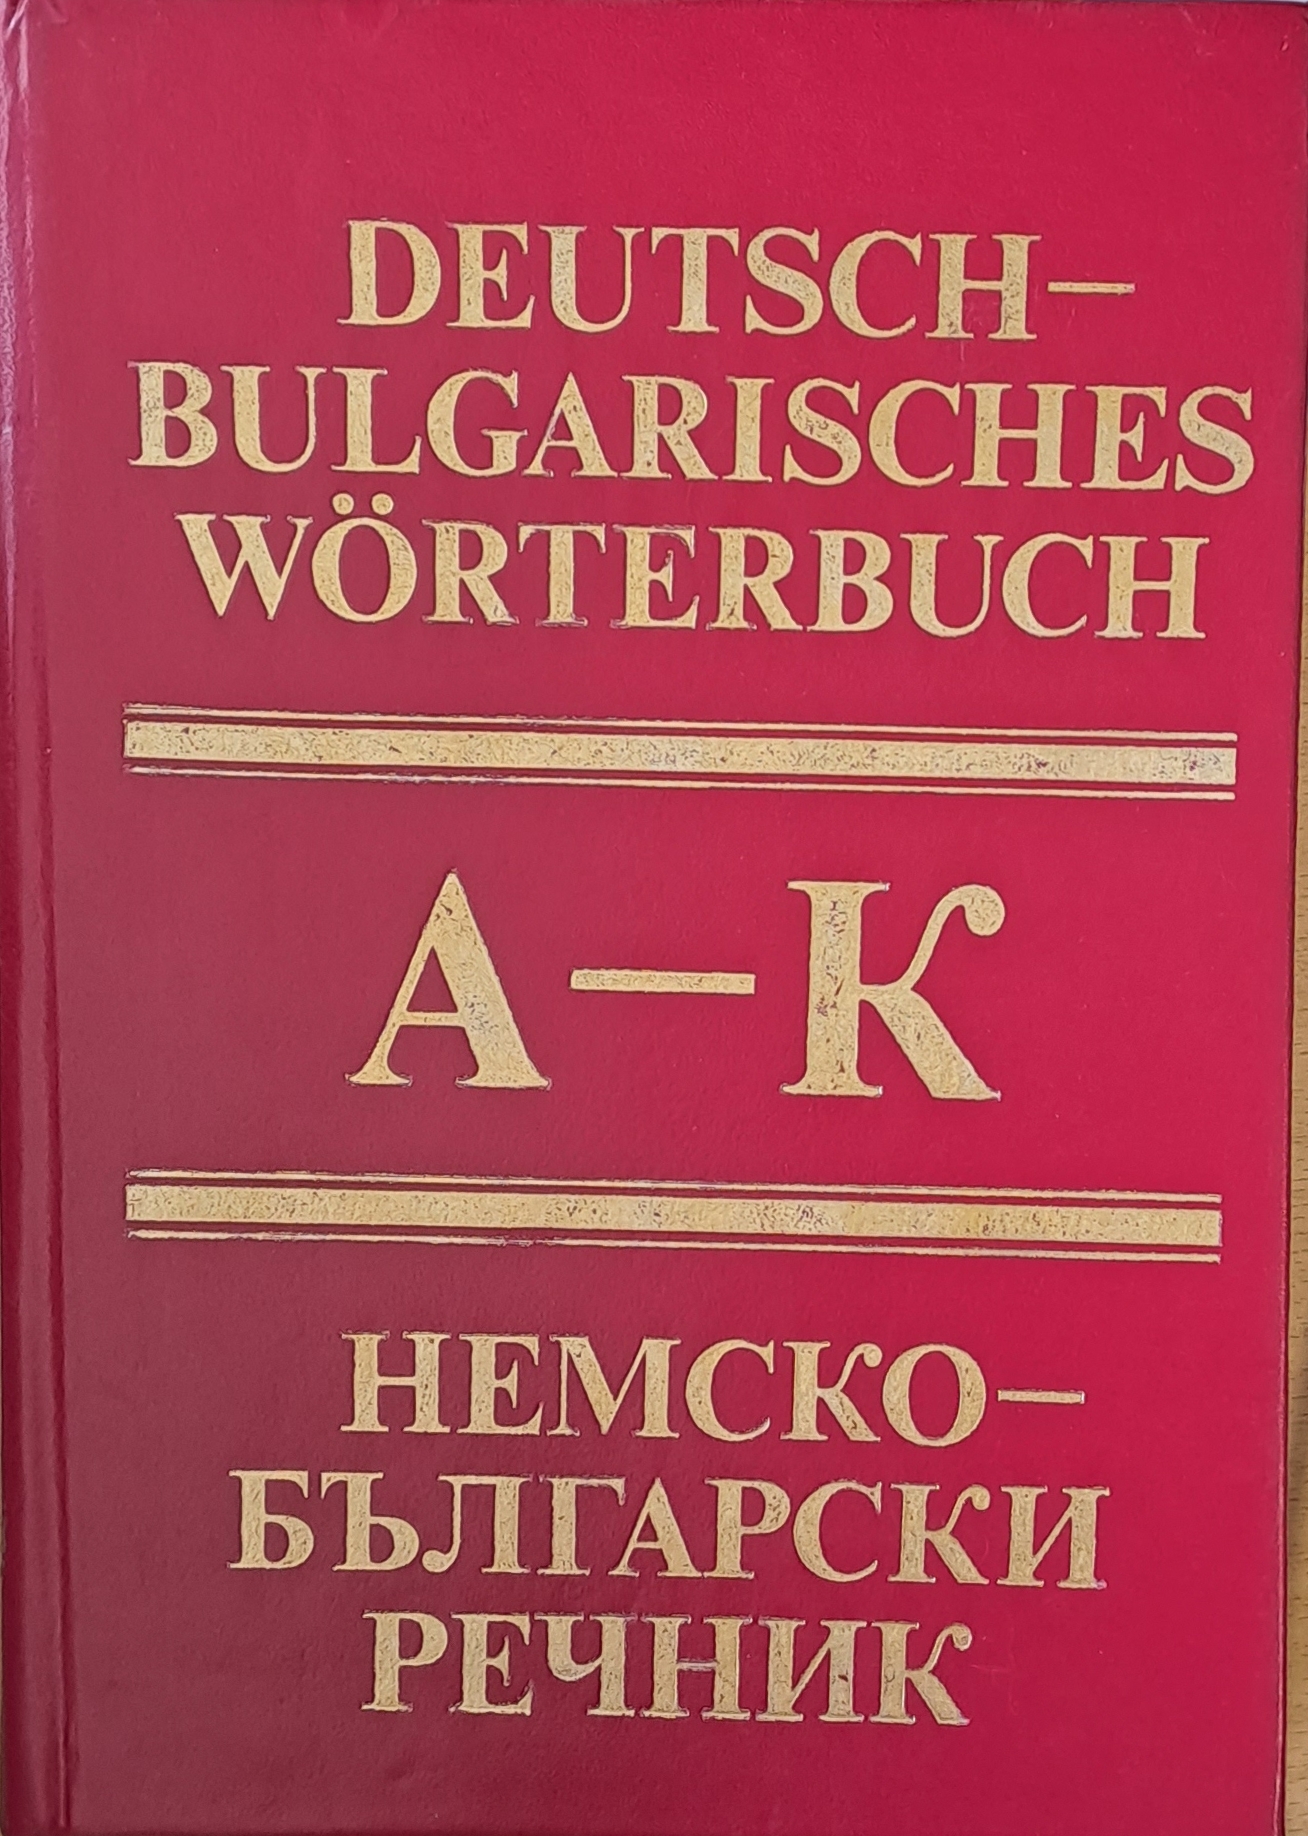 DEUTSCH–
BULGARISCHES
WÖRTERBUCH
A–K
НЕМСКО–
БЪЛГАРСКИ
РЕЧНИК